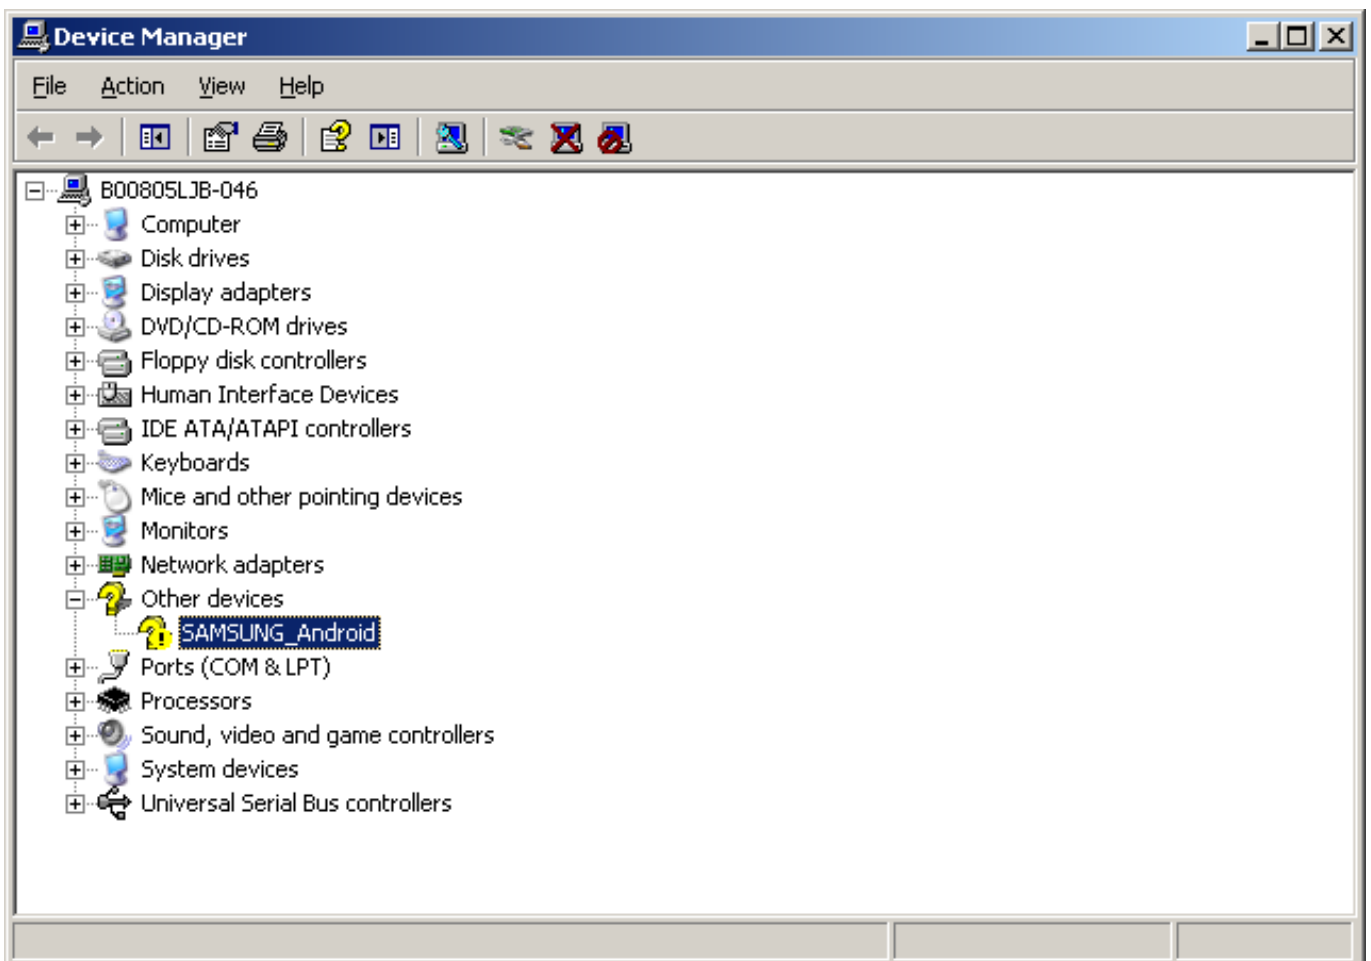 Device Manager
File Action View Help
B00805LJB-046
Computer
Disk drives
Display adapters
DVD/CD-ROM drives
Floppy disk controllers
Human Interface Devices
IDE ATA/ATAPI controllers
Keyboards
Mice and other pointing devices
Monitors
Network adapters
Other devices
SAMSUNG_Android
Ports (COM & LPT)
Processors
Sound, video and game controllers
System devices
Universal Serial Bus controllers